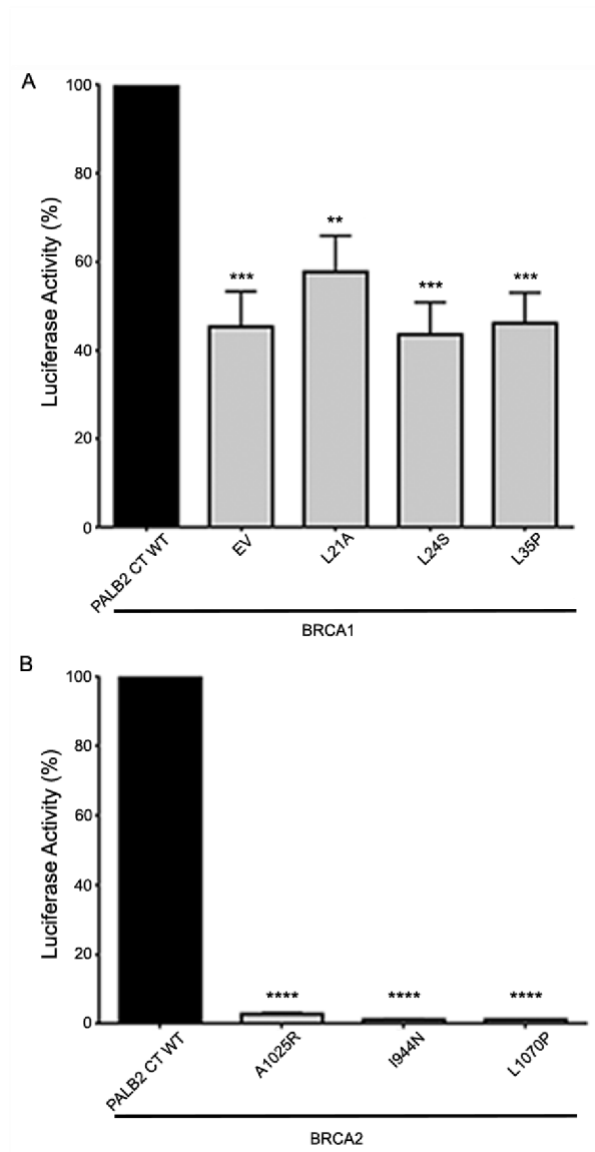 A
Luciferase Activity (%)
100
80
60
40
20
0
***
**
***
***
PALB2 CT WT
EV
L21A
L24S
L35P
BRCA1
B
Luciferase Activity (%)
100
80
60
40
20
0
****
****
****
PALB2 CT WT
A1025R
I944N
L1070P
BRCA2